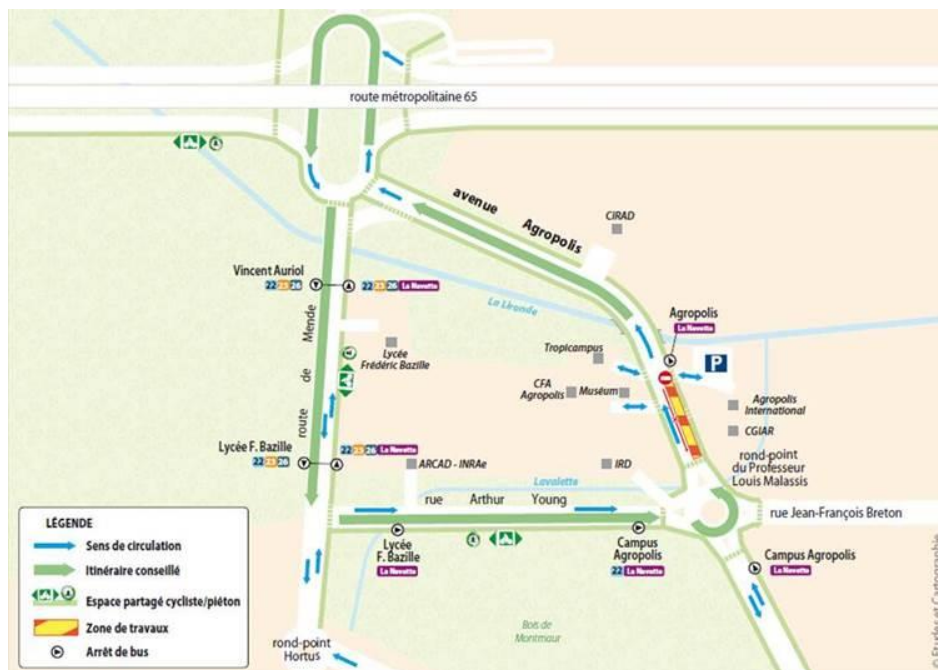 route métropolitaine 65
avenue Agropolis
CIRAD
Vincent Auriol
22 23 26
22 23 26 La Navette
La Lironde
Agropolis
La Navette
route de Mende
Lycée
Frédéric Bazille
Tropicampus
P
CFA
Agropolis
Muséum
Agropolis
International
CGIAR
Lycée F. Bazille
22 23 26
22 23 26 La Navette
ARCAD - INRAe
IRD
rond-point
du Professeur
Louis Malassis
Lavalette
rue Arthur Young
rue Jean-François Breton
LÉGENDE
Sens de circulation
Itinéraire conseillé
Espace partagé cycliste/piéton
Zone de travaux
Arrêt de bus
Lycée
F. Bazille
La Navette
Campus
Agropolis
22 La Navette
Campus Agropolis
La Navette
Bois de
Montmaur
rond-point
Hortus
Etudes et Cartographie